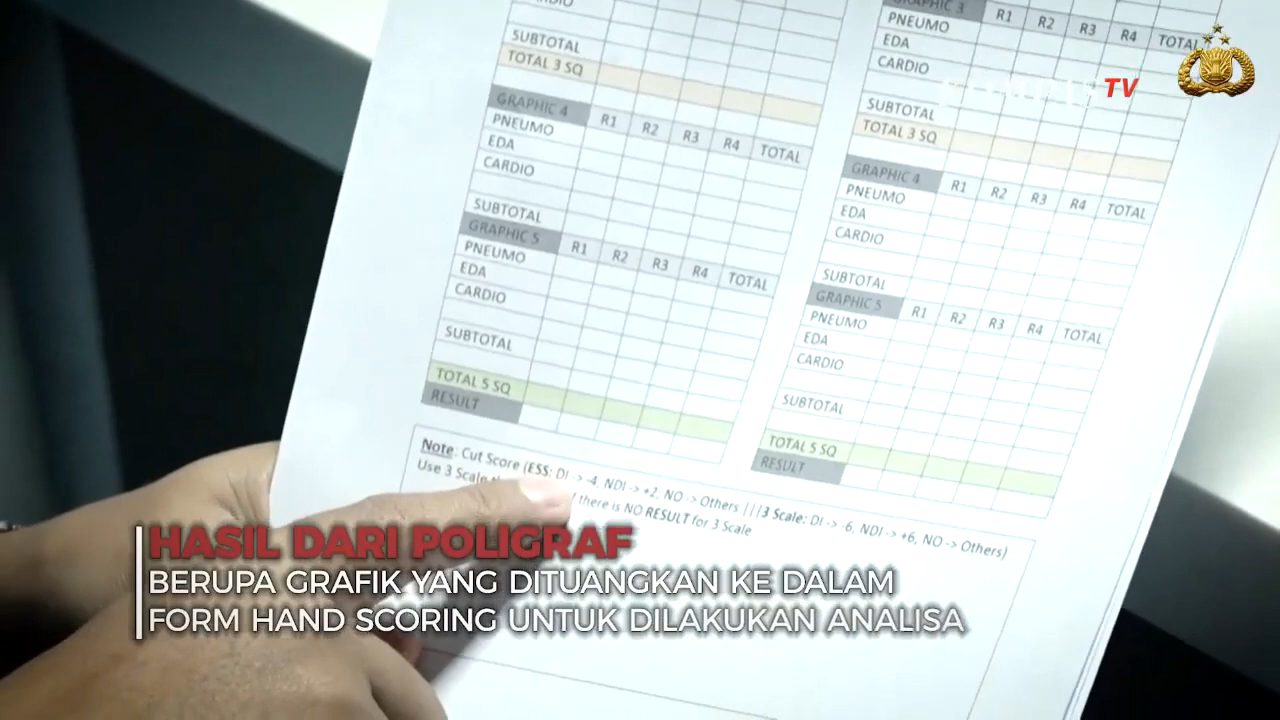 CARDIO
SUBTOTAL
TOTAL 3 SQ
GRAPHIC 4 R1 R2 R3 R4 TOTAL
PNEUMO
EDA
CARDIO
SUBTOTAL
GRAPHIC 5 R1 R2 R3 R4 TOTAL
PNEUMO
EDA
CARDIO
SUBTOTAL
TOTAL 5 SQ
RESULT
GRAPHIC 3 R1 R2 R3 R4 TOTAL
PNEUMO
EDA
CARDIO
SUBTOTAL
TOTAL 3 SQ
GRAPHIC 4 R1 R2 R3 R4 TOTAL
PNEUMO
EDA
CARDIO
SUBTOTAL
GRAPHIC 5 R1 R2 R3 R4 TOTAL
PNEUMO
EDA
CARDIO
SUBTOTAL
TOTAL 5 SQ
RESULT
Note: Cut Score (ESS: DI -> -4, NDI -> +2, NO -> Others |||3 Scale: DI -> -6, NDI -> +6, NO -> Others)
Use 3 Scale there is NO RESULT for 3 Scale
TV
HASIL DARI POLIGRAF
BERUPA GRAFIK YANG DITUANGKAN KE DALAM
FORM HAND SCORING UNTUK DILAKUKAN ANALISA